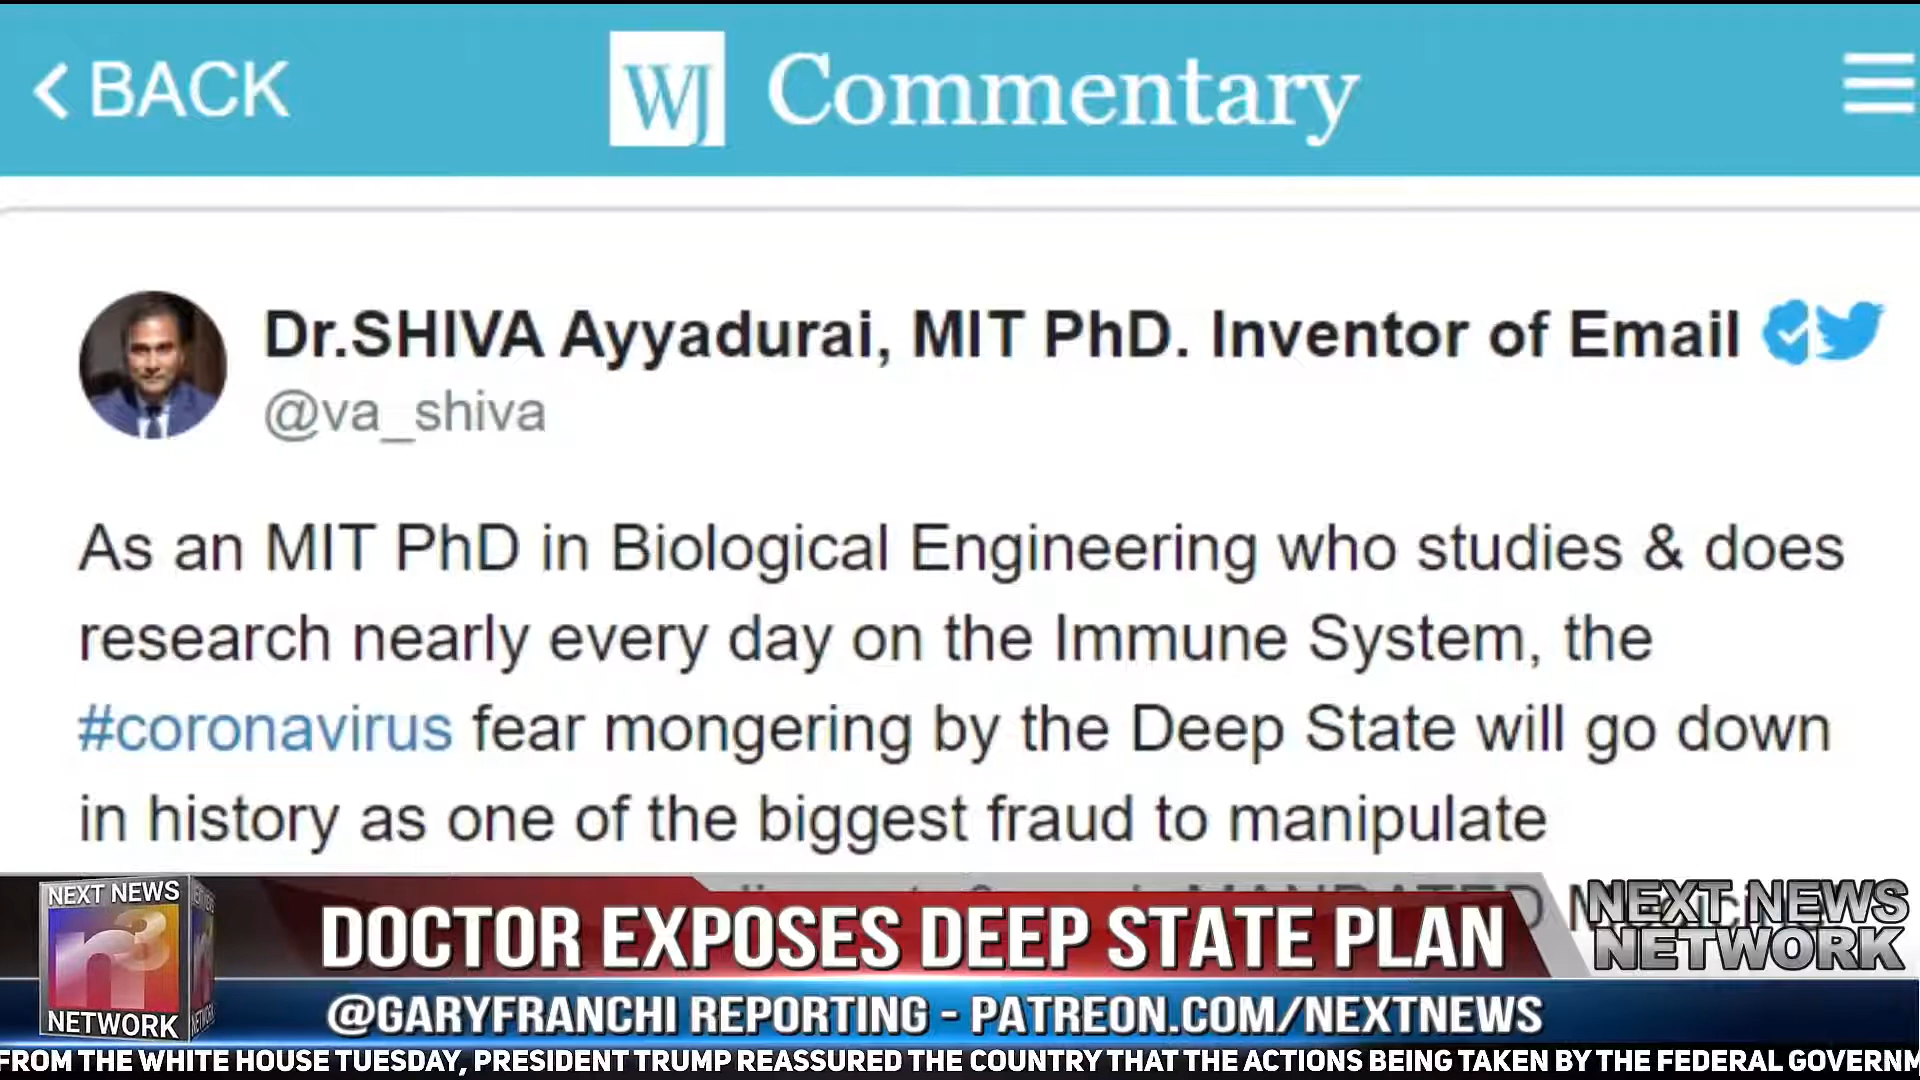 BACK
WJ Commentary
Dr.SHIVA Ayyadurai, MIT PhD. Inventor of Email
@va_shiva
As an MIT PhD in Biological Engineering who studies & does
research nearly every day on the Immune System, the
#coronavirus fear mongering by the Deep State will go down
in history as one of the biggest fraud to manipulate
NEXT NEWS
n3
NETWORK
DOCTOR EXPOSES DEEP STATE PLAN
NEXT NEWS
NETWORK
@GARYFRANCHI REPORTING - PATREON.COM/NEXTNEWS
FROM THE WHITE HOUSE TUESDAY, PRESIDENT TRUMP REASSURED THE COUNTRY THAT THE ACTIONS BEING TAKEN BY THE FEDERAL GOVERNM